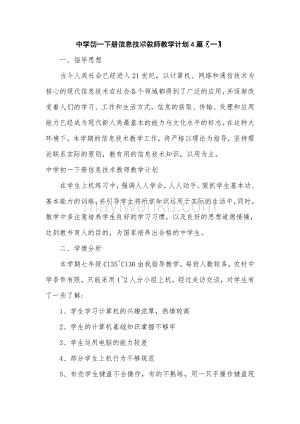 中学初一下册信息技术教师教学计划4篇〖一〗
一、指导思想
当今人类社会已经进入21世纪，以计算机、网络和通信技术为
核心的现代信息技术在社会各个领域都得到了广泛的应用，并逐渐改
变着人们的学习、工作和生活方式。信息的获取、传输、处理和应用
能力已经成为现代人最基本的能力与文化水平的标志。在这种大
环境下，本学期的信息技术教学工作，将严格以理论为指导，坚持理
论联系实际的原则，教有用的信息技术知识，以用为主。
中学初一下册信息技术教师教学计划
在学生上机练习中，强调人人学会，人人动手。狠抓学生基本功、
基本能力的训练，并引导学生将所学知识运用于实际的生活中，同时，
教学中多注意培养学生良好的学习习惯，以及良好的思想道德情操，
达到教书育人的目的，为国家培养出合格的中学生。
二、学情分析
本学期七年级C135~C136由我指导教学。每班人数较多，农村中
学条件有限，只能采用1~2人分小组上机。经过走访交谈，对学生有
了一些了解：
1、学生学习计算机的兴趣浓厚，热情较高
2、学生的计算机基础知识掌握不够牢
3、学生运用电脑的能力较差
4、部分学生上机行为不够规范
5、有些学生键盘不会操作，有的不熟练，用一只手操作键盘现